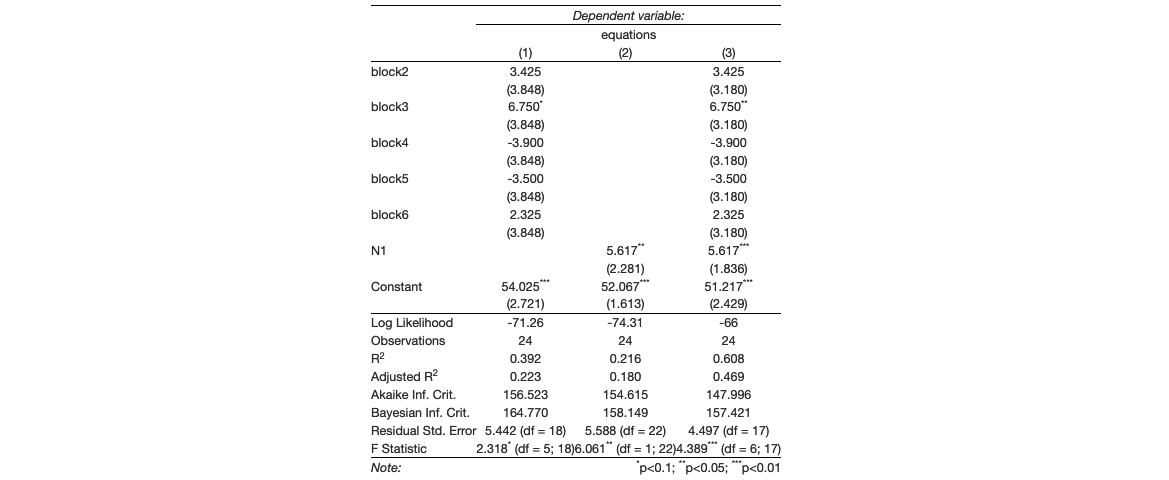 Dependent variable:
equations
(1) (2) (3)
block2 3.425 3.425
(3.848) (3.180)
block3 6.750* 6.750**
(3.848) (3.180)
block4 -3.900 -3.900
(3.848) (3.180)
block5 -3.500 -3.500
(3.848) (3.180)
block6 2.325 2.325
(3.848) (3.180)
N1 5.617** 5.617***
(2.281) (1.836)
Constant 54.025*** 52.067*** 51.217***
(2.721) (1.613) (2.429)
Log Likelihood -71.26 -74.31 -66
Observations 24 24 24
R2 0.392 0.216 0.608
Adjusted R2 0.223 0.180 0.469
Akaike Inf. Crit. 156.523 154.615 147.996
Bayesian Inf. Crit. 164.770 158.149 157.421
Residual Std. Error 5.442 (df = 18) 5.588 (df = 22) 4.497 (df = 17)
F Statistic 2.318* (df = 5; 18) 6.061** (df = 1; 22) 4.389*** (df = 6; 17)
Note: *p<0.1; **p<0.05; ***p<0.01